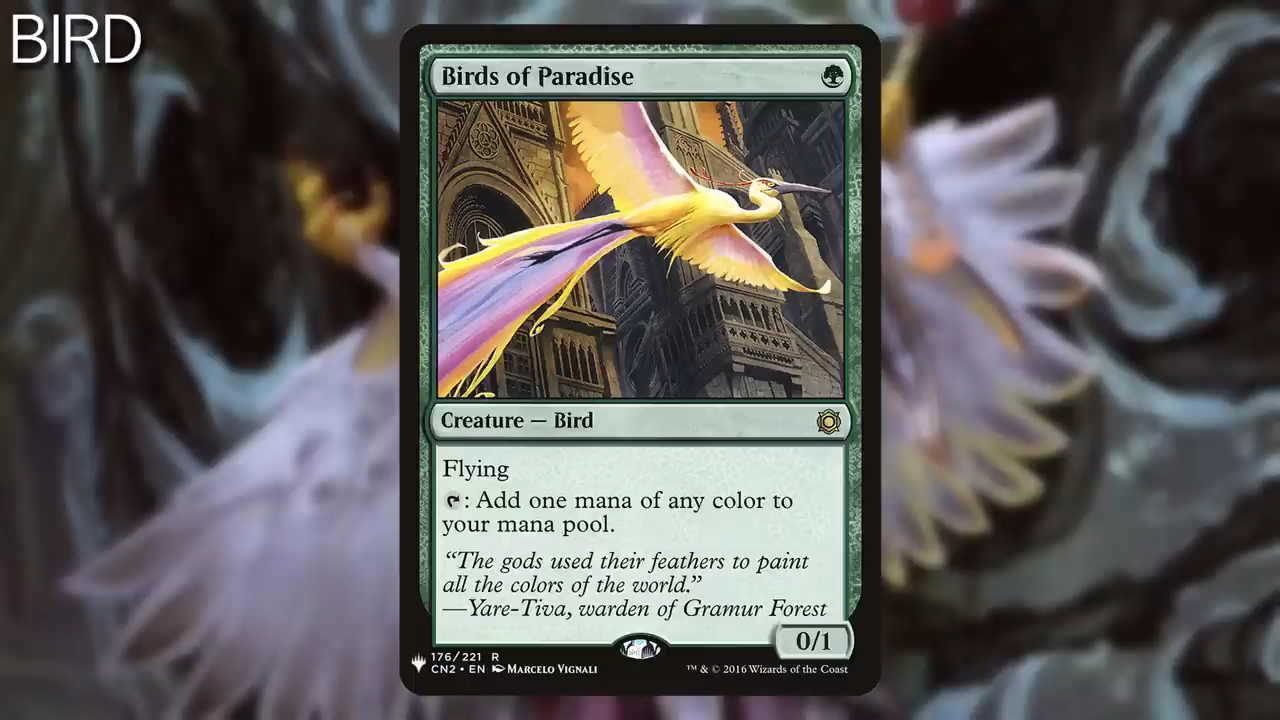 BIRD
Birds of Paradise
Creature — Bird
Flying
: Add one mana of any color to
your mana pool.
“The gods used their feathers to paint
all the colors of the world.”
—Yare-Tiva, warden of Gramur Forest
0/1
176/221 R
CN2 • EN Marcelo Vignali
™ & © 2016 Wizards of the Coast